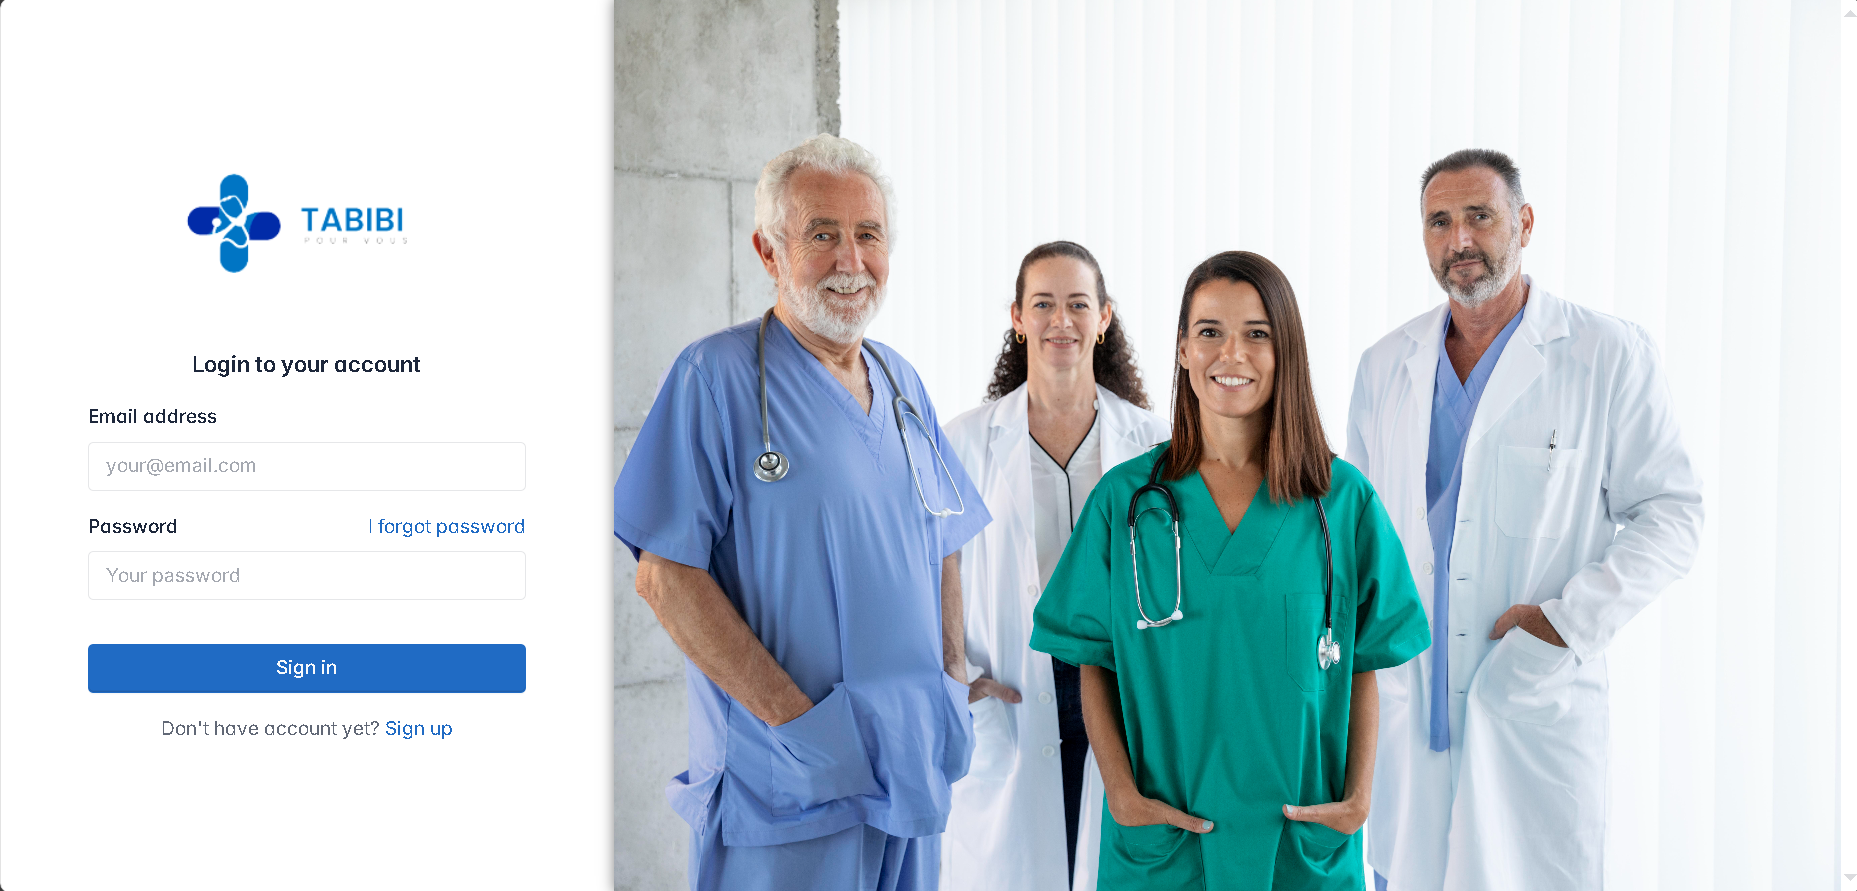 TABIBI
POUR VOUS
Login to your account
Email address
your@email.com
Password
I forgot password
Your password
Sign in
Don't have account yet? Sign up